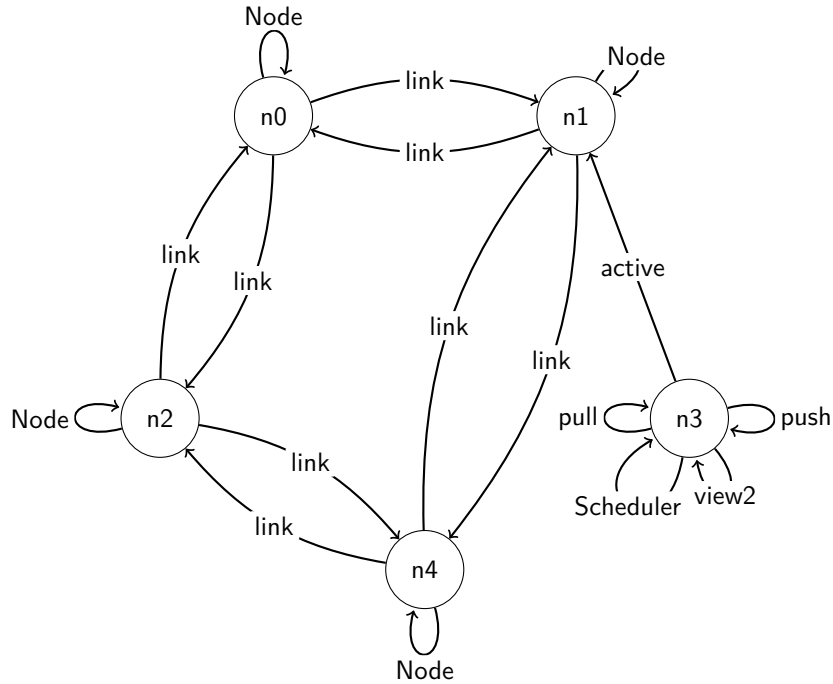 Node
n0
link
link
n1
Node
link
link
active
link
link
Node
n2
link
link
n4
Node
pull
n3
push
Scheduler
view2